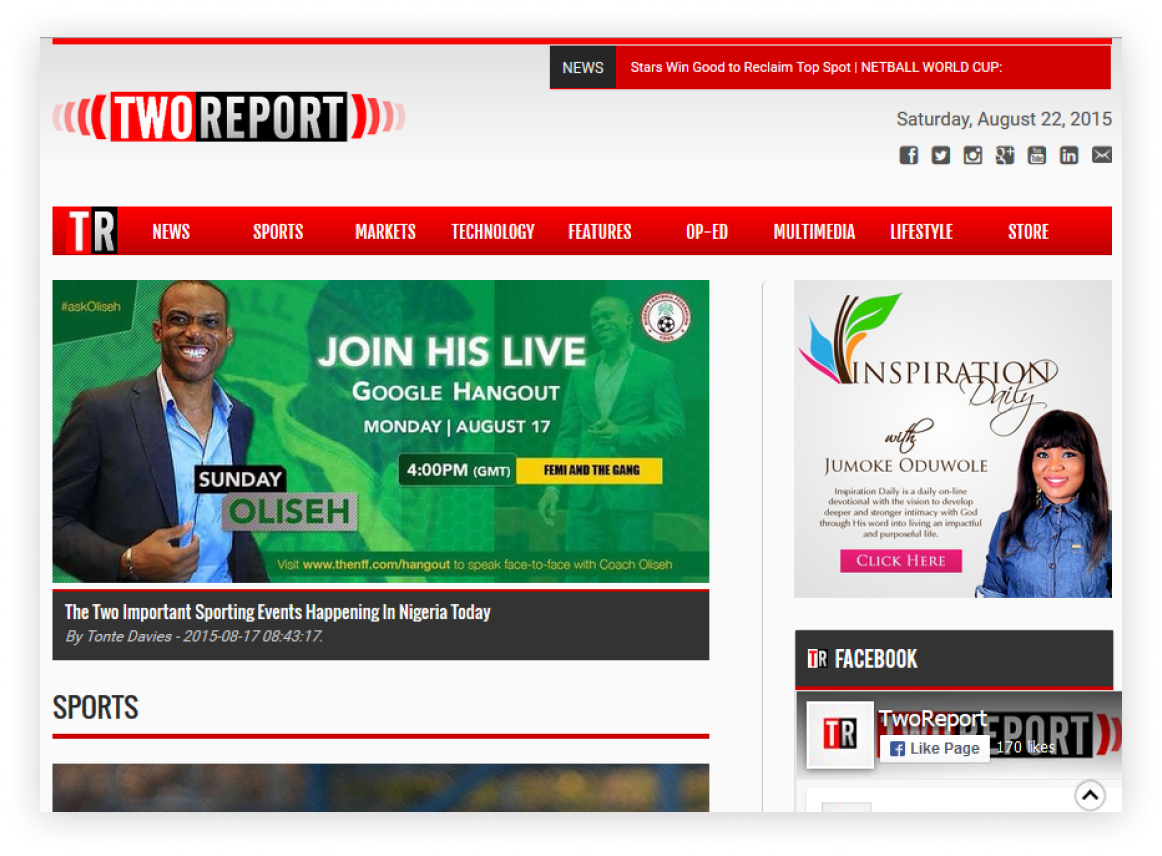 NEWS Stars Win Good to Reclaim Top Spot | NETBALL WORLD CUP:
TWOREPORT
Saturday, August 22, 2015
TR NEWS SPORTS MARKETS TECHNOLOGY FEATURES OP-ED MULTIMEDIA LIFESTYLE STORE
#askOliseh
JOIN HIS LIVE
GOOGLE HANGOUT
MONDAY | AUGUST 17
4:00PM (GMT) FEMI AND THE GANG
SUNDAY
OLISEH
Visit www.thenff.com/hangout to speak face-to-face with Coach Oliseh
The Two Important Sporting Events Happening In Nigeria Today
By Tonte Davies - 2015-08-17 08:43:17.
SPORTS
INSPIRATION
Daily
with
JUMOKE ODUWOLE
Inspiration Daily is a daily on-line
devotional with the vision to develop
deeper and stronger intimacy with God
through His word into living an impactful
and purposeful life.
CLICK HERE
TR FACEBOOK
TR TwoReport
Like Page 170 likes